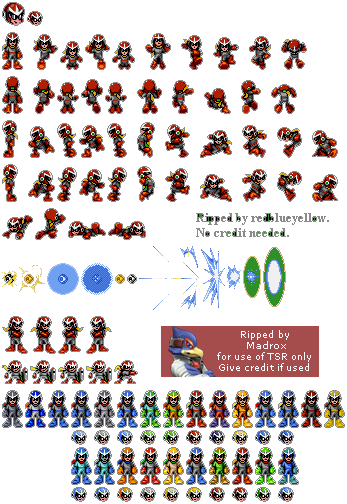 Ripped by redblueyellow.
No credit needed.
Ripped by
Madrox
for use of TSR only
Give credit if used